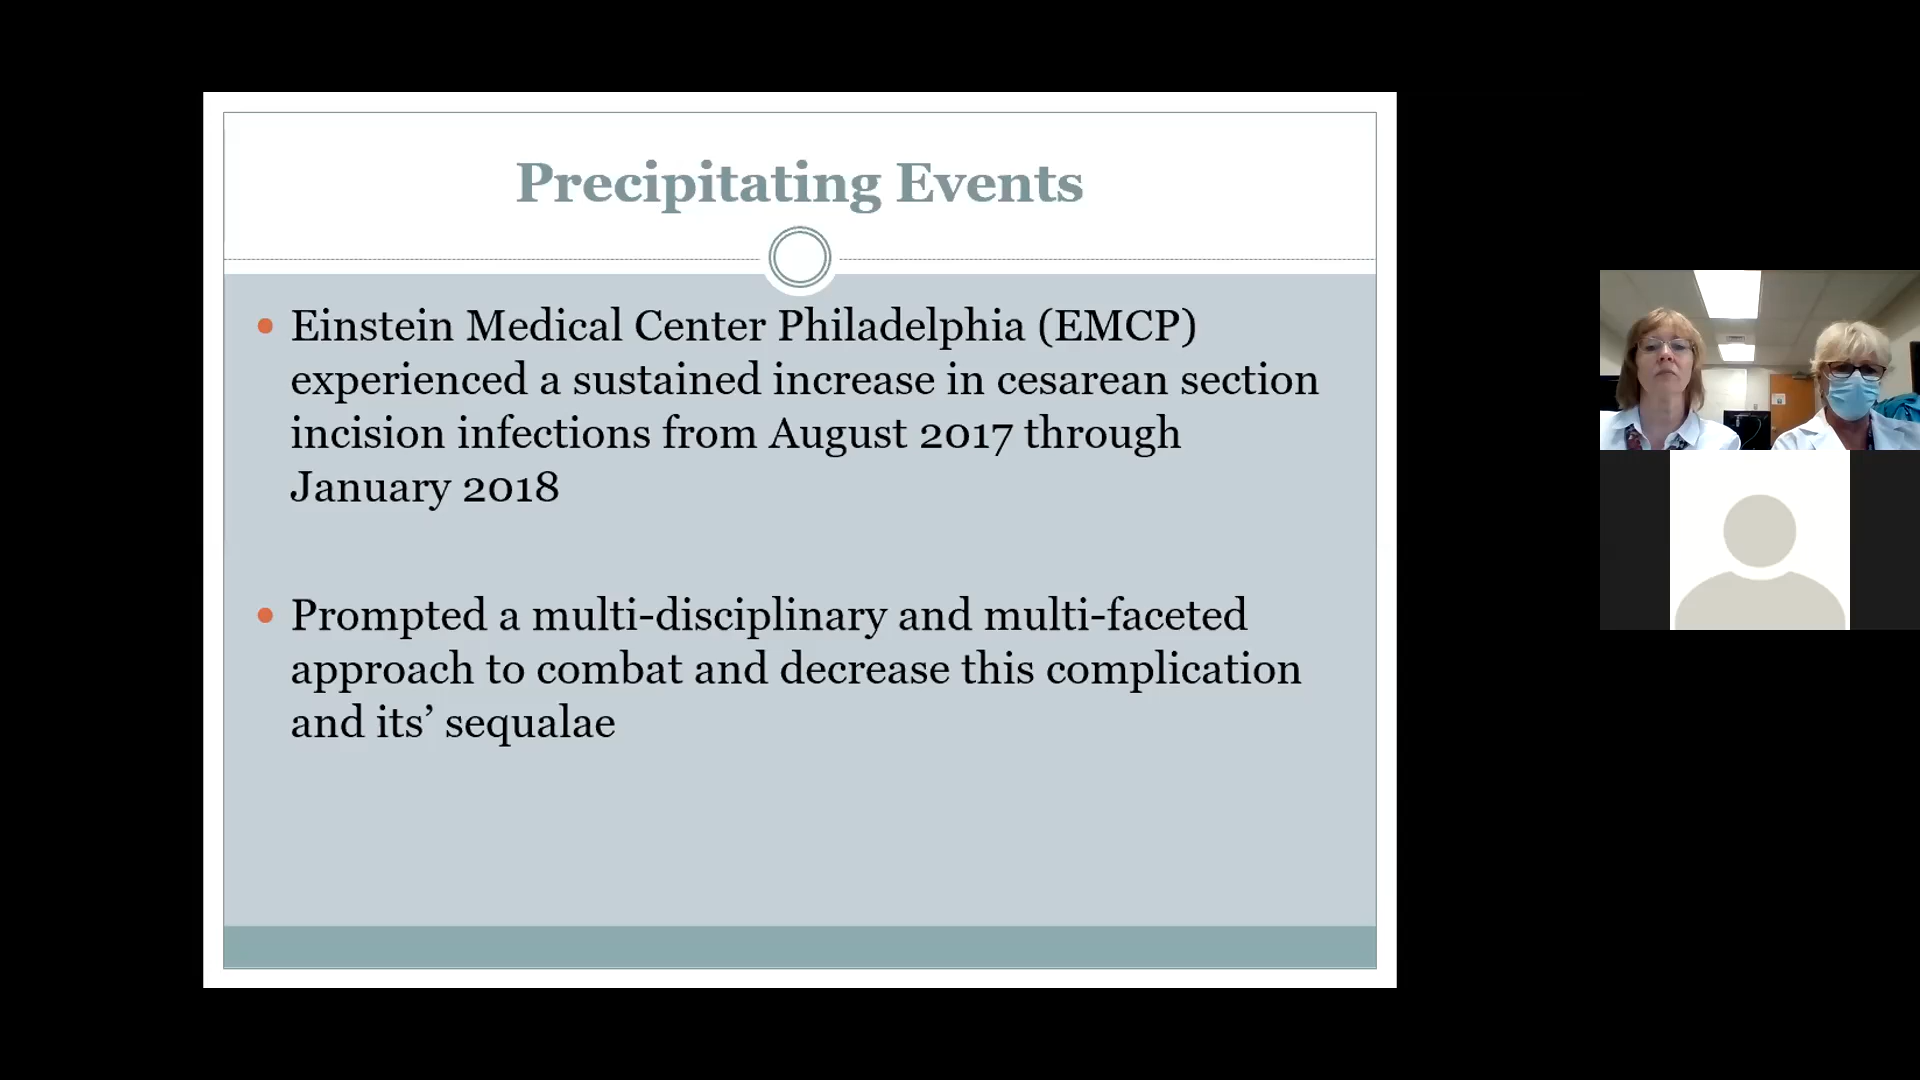 Precipitating Events
• Einstein Medical Center Philadelphia (EMCP)
experienced a sustained increase in cesarean section
incision infections from August 2017 through
January 2018
• Prompted a multi-disciplinary and multi-faceted
approach to combat and decrease this complication
and its’ sequalae